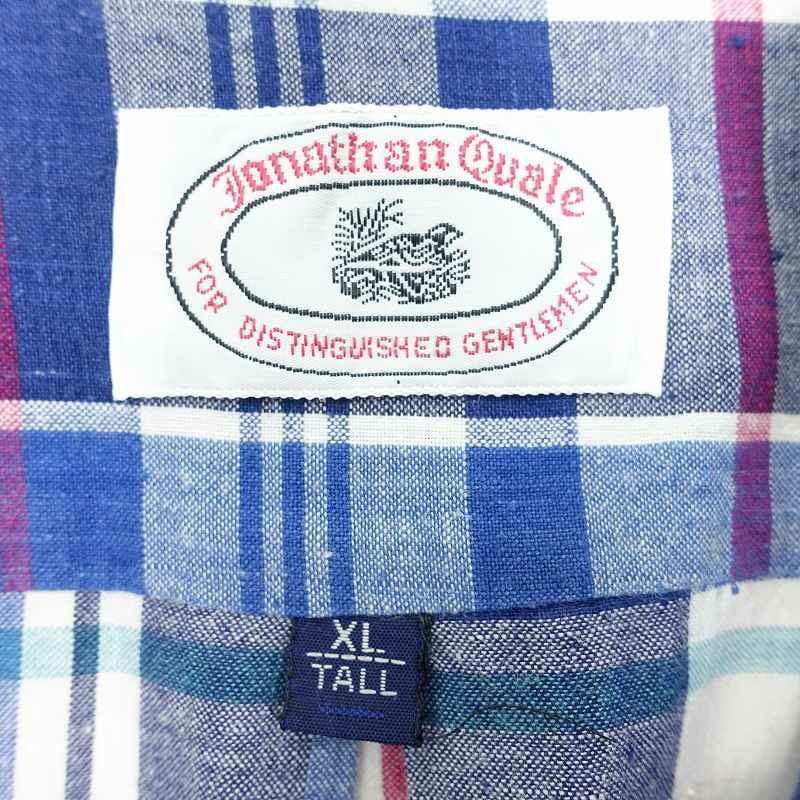 Jonathan Quale
FOR DISTINGUISHED GENTLEMEN
XL
TALL